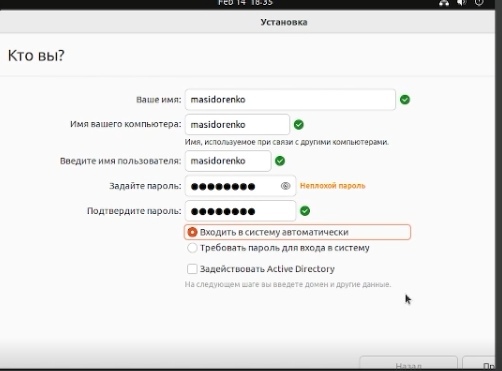 Feb 14 18:35
Установка
Кто вы?
Ваше имя: masidorenko
Имя вашего компьютера: masidorenko
Имя, используемое при связи с другими компьютерами.
Введите имя пользователя: masidorenko
Задайте пароль: ●●●●●●●● Неплохой пароль
Подтвердите пароль: ●●●●●●●●
Входить в систему автоматически
Требовать пароль для входа в систему
Задействовать Active Directory
На следующем шаге вы введете домен и другие данные.
Назад